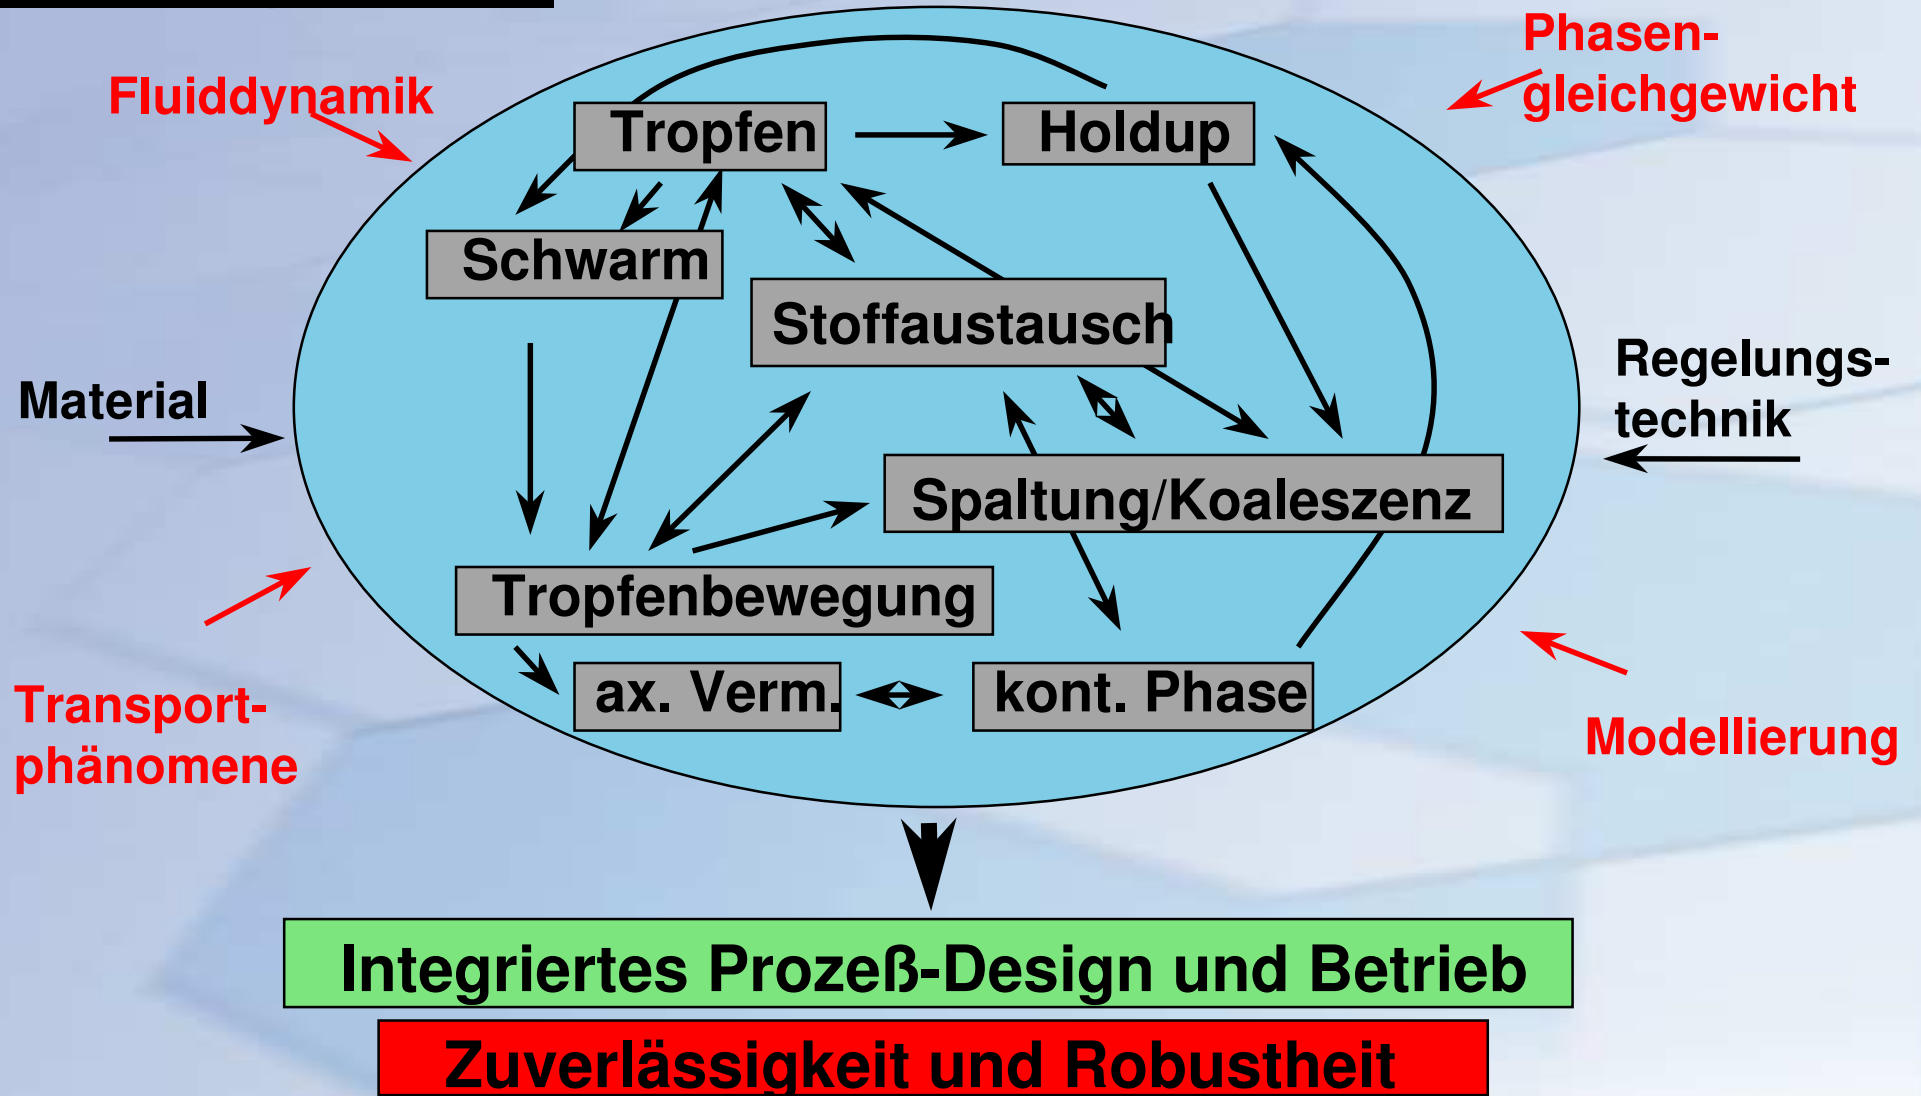 Phasen-
gleichgewicht
Fluiddynamik
Tropfen
Holdup
Schwarm
Stoffaustausch
Material
Regelungs-
technik
Spaltung/Koaleszenz
Tropfenbewegung
ax. Verm.
kont. Phase
Transport-
phänomene
Modellierung
Integriertes Prozeß-Design und Betrieb
Zuverlässigkeit und Robustheit